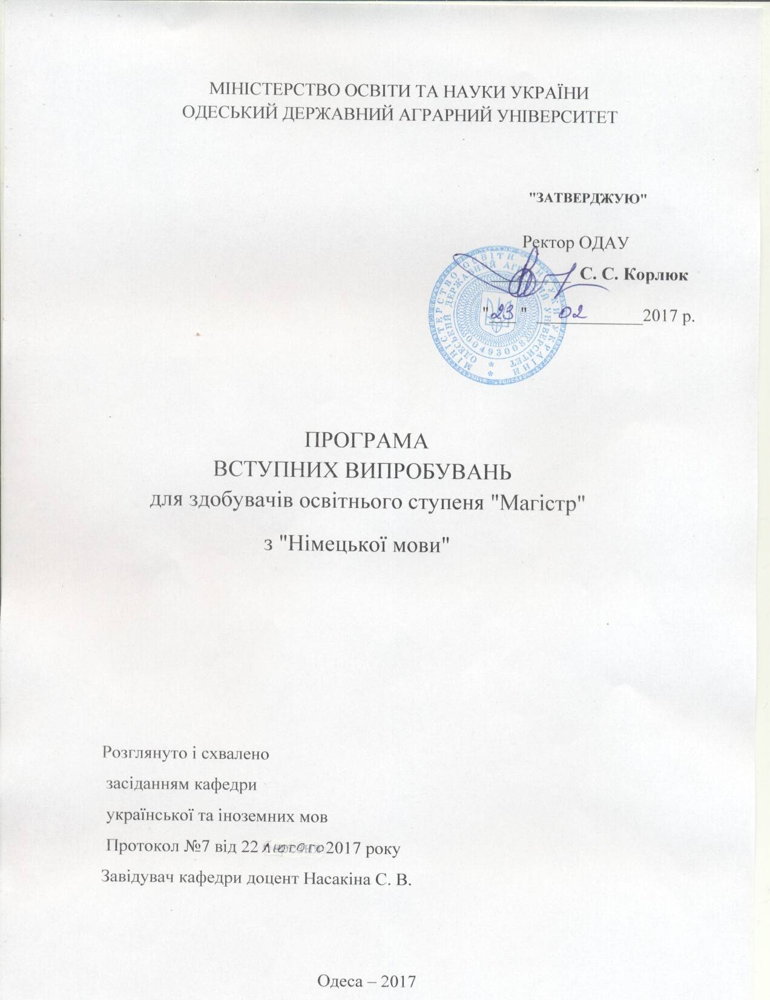 МІНІСТЕРСТВО ОСВІТИ ТА НАУКИ УКРАЇНИ
ОДЕСЬКИЙ ДЕРЖАВНИЙ АГРАРНИЙ УНІВЕРСИТЕТ
"ЗАТВЕРДЖУЮ"
Ректор ОДАУ
С. С. Корлюк
"23" 02 2017 р.
МІНІСТЕРСТВО ОСВІТИ І НАУКИ УКРАЇНИ
ОДЕСЬКИЙ ДЕРЖАВНИЙ АГРАРНИЙ УНІВЕРСИТЕТ
00493008
ПРОГРАМА
ВСТУПНИХ ВИПРОБУВАНЬ
для здобувачів освітнього ступеня "Магістр"
з "Німецької мови"
Розглянуто і схвалено
засіданням кафедри
української та іноземних мов
Протокол №7 від 22 лютого 2017 року
Завідувач кафедри доцент Насакіна С. В.
Одеса – 2017